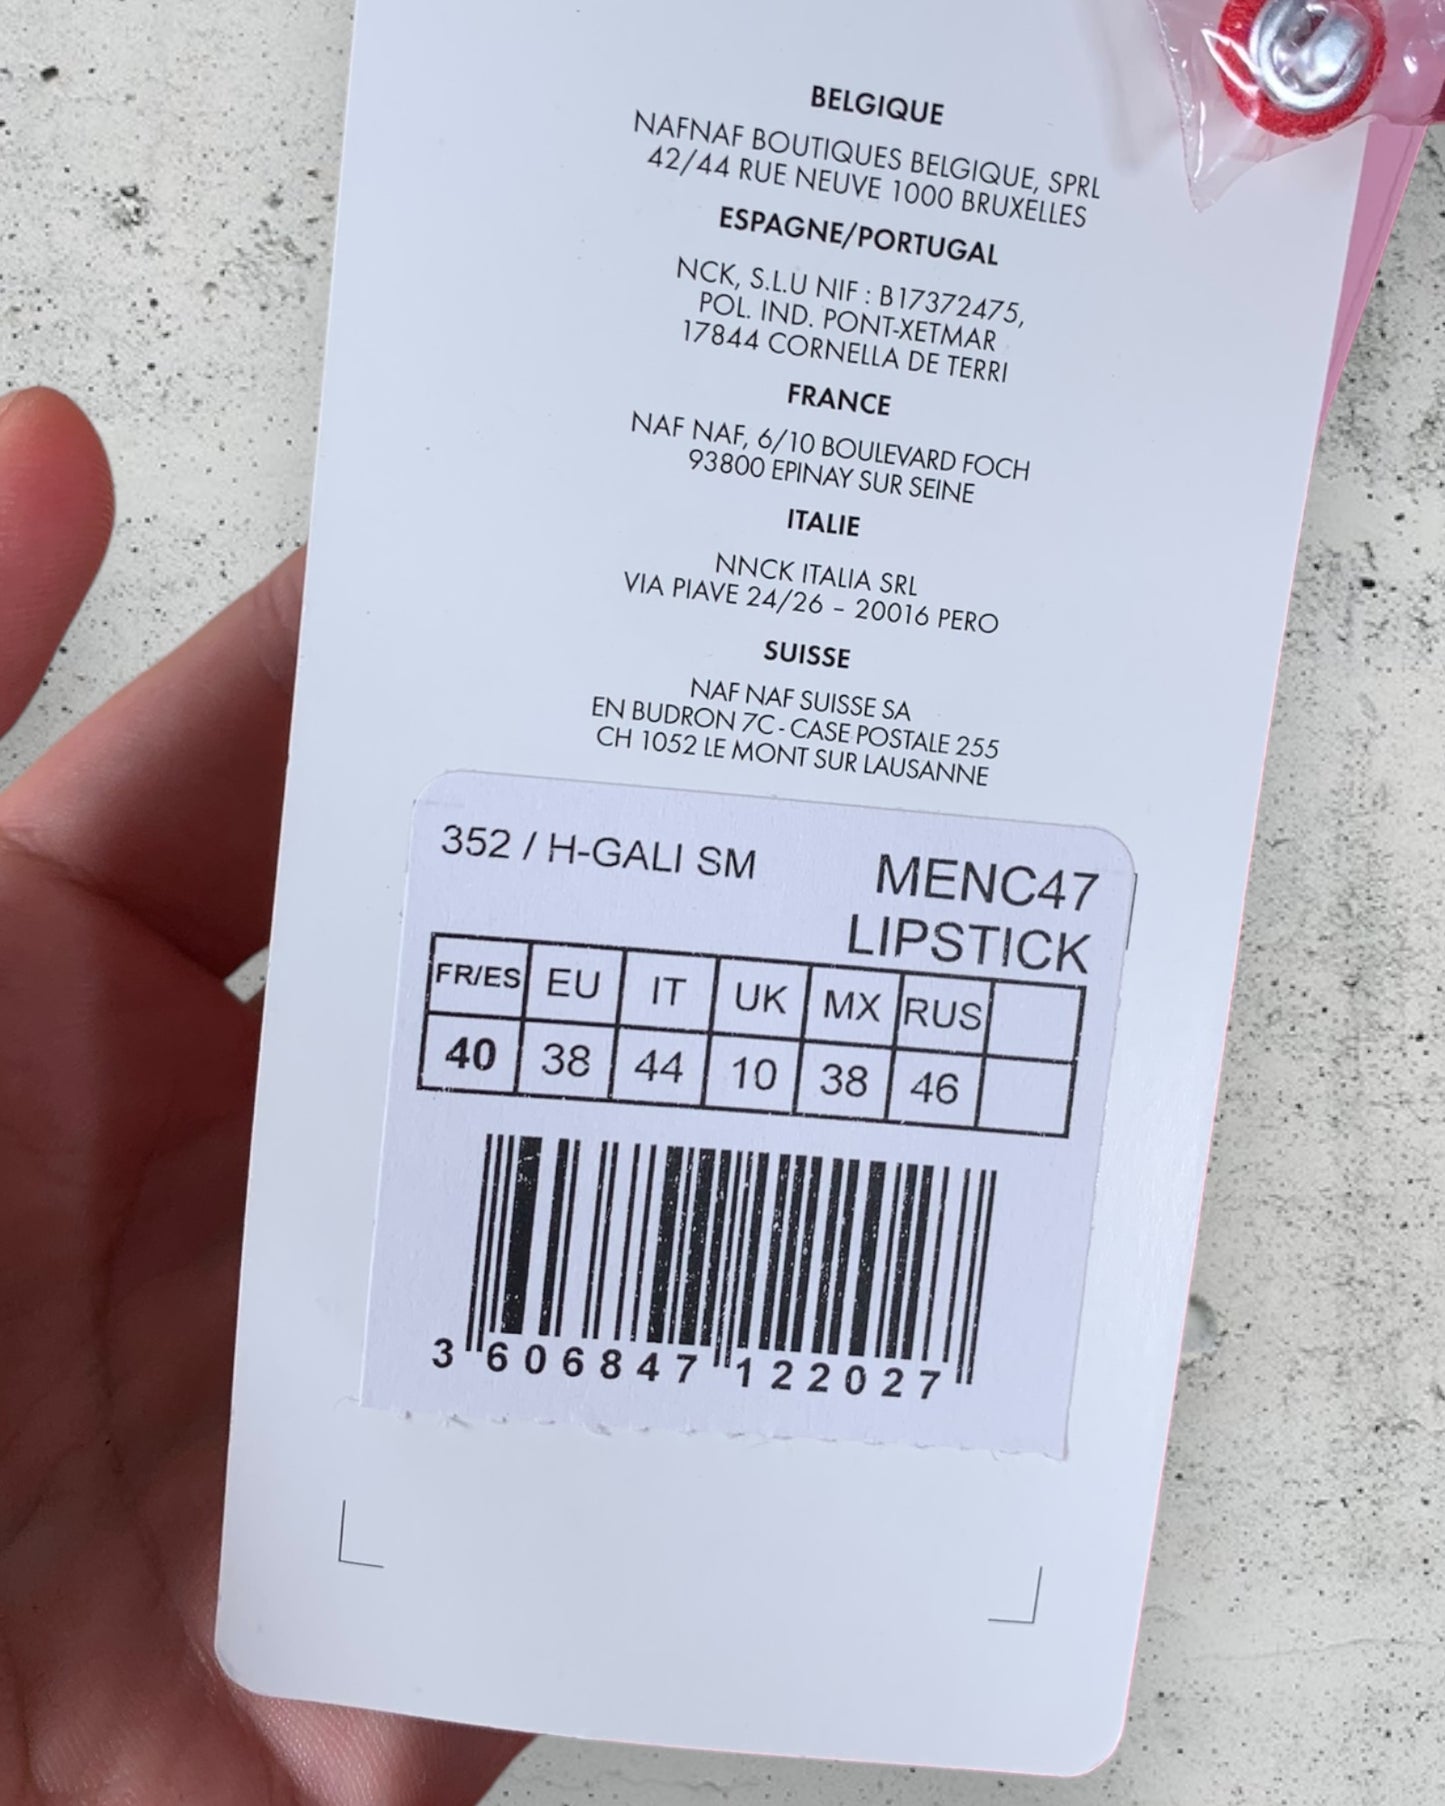 BELGIQUE
NAFNAF BOUTIQUES BELGIQUE, SPRL
42/44 RUE NEUVE 1000 BRUXELLES
ESPAGNE/PORTUGAL
NCK, S.L.U NIF : B17372475,
POL. IND. PONT-XETMAR
17844 CORNELLA DE TERRI
FRANCE
NAF NAF, 6/10 BOULEVARD FOCH
93800 EPINAY SUR SEINE
ITALIE
NNCK ITALIA SRL
VIA PIAVE 24/26 – 20016 PERO
SUISSE
NAF NAF SUISSE SA
EN BUDRON 7C - CASE POSTALE 255
CH 1052 LE MONT SUR LAUSANNE
352 / H-GALI SM
MENC47
LIPSTICK
FR/ES EU IT UK MX RUS
40 38 44 10 38 46
3 606847 122027